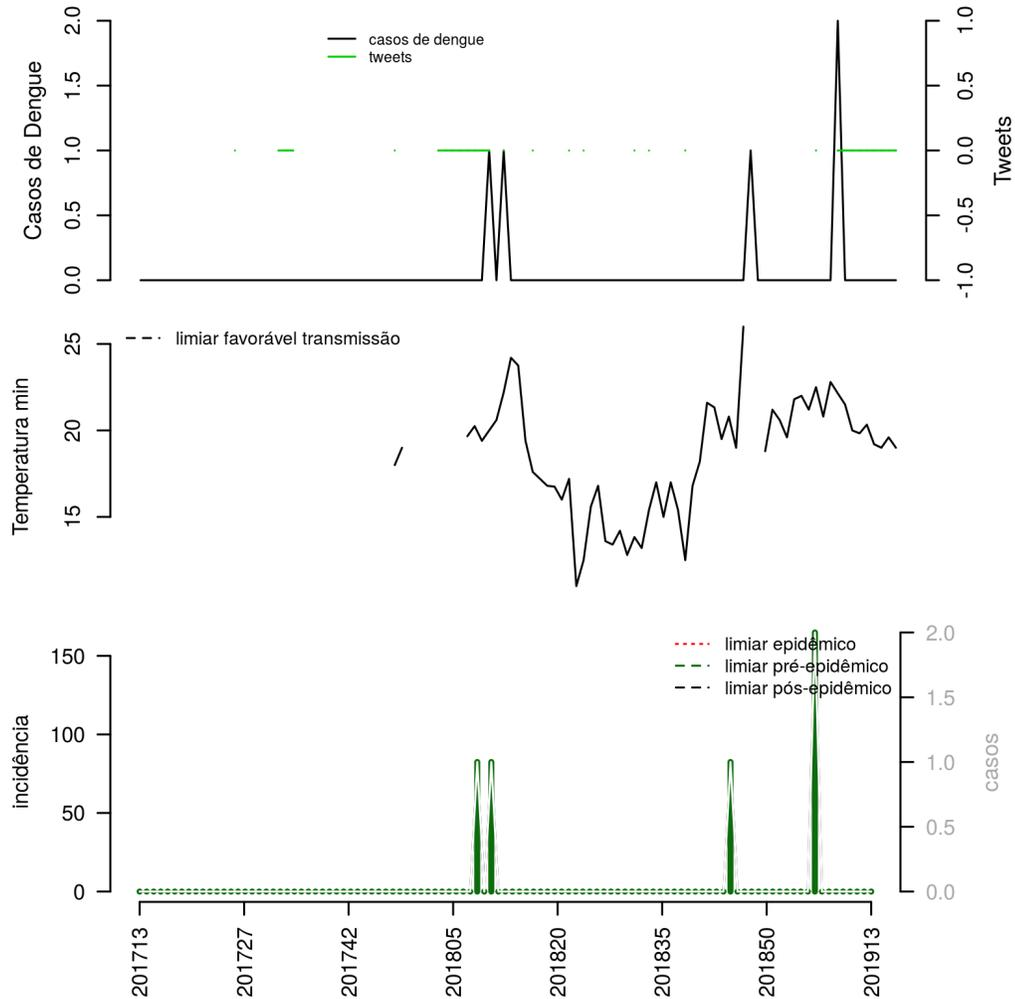 casos de dengue
tweets
Casos de Dengue
0.0 0.5 1.0 1.5 2.0
Tweets
-1.0 -0.5 0.0 0.5 1.0
limiar favorável transmissão
Temperatura min
15 20 25
limiar epidêmico
limiar pré-epidêmico
limiar pós-epidêmico
incidência
150
100
50
0
casos
2.0
1.5
1.0
0.5
0.0
201713 201727 201742 201805 201820 201835 201850 201913